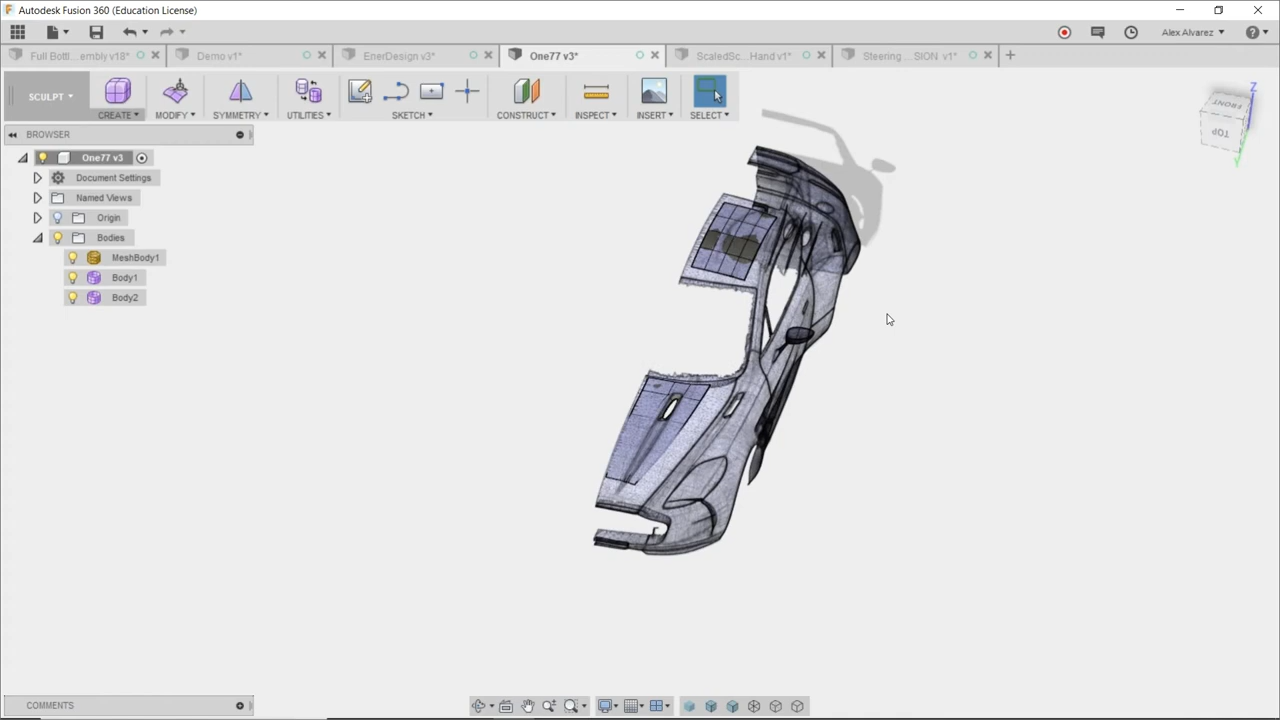 Autodesk Fusion 360 (Education License)
Alex Alvarez
Full Bottl ...embly v18*
Demo v1*
EnerDesign v3*
One77 v3*
ScaledSc... Hand v1*
Steering ...SION v1*
SCULPT
CREATE
MODIFY
SYMMETRY
UTILITIES
SKETCH
CONSTRUCT
INSPECT
INSERT
SELECT
BROWSER
One77 v3
Document Settings
Named Views
Origin
Bodies
MeshBody1
Body1
Body2
Z
FRONT
TOP
Y
COMMENTS